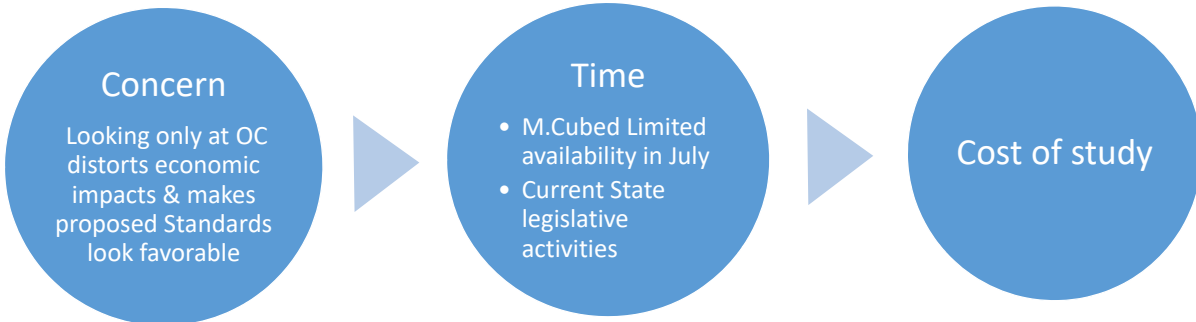 Concern
Looking only at OC
distorts economic
impacts & makes
proposed Standards
look favorable
Time
• M.Cubed Limited
availability in July
• Current State
legislative
activities
Cost of study